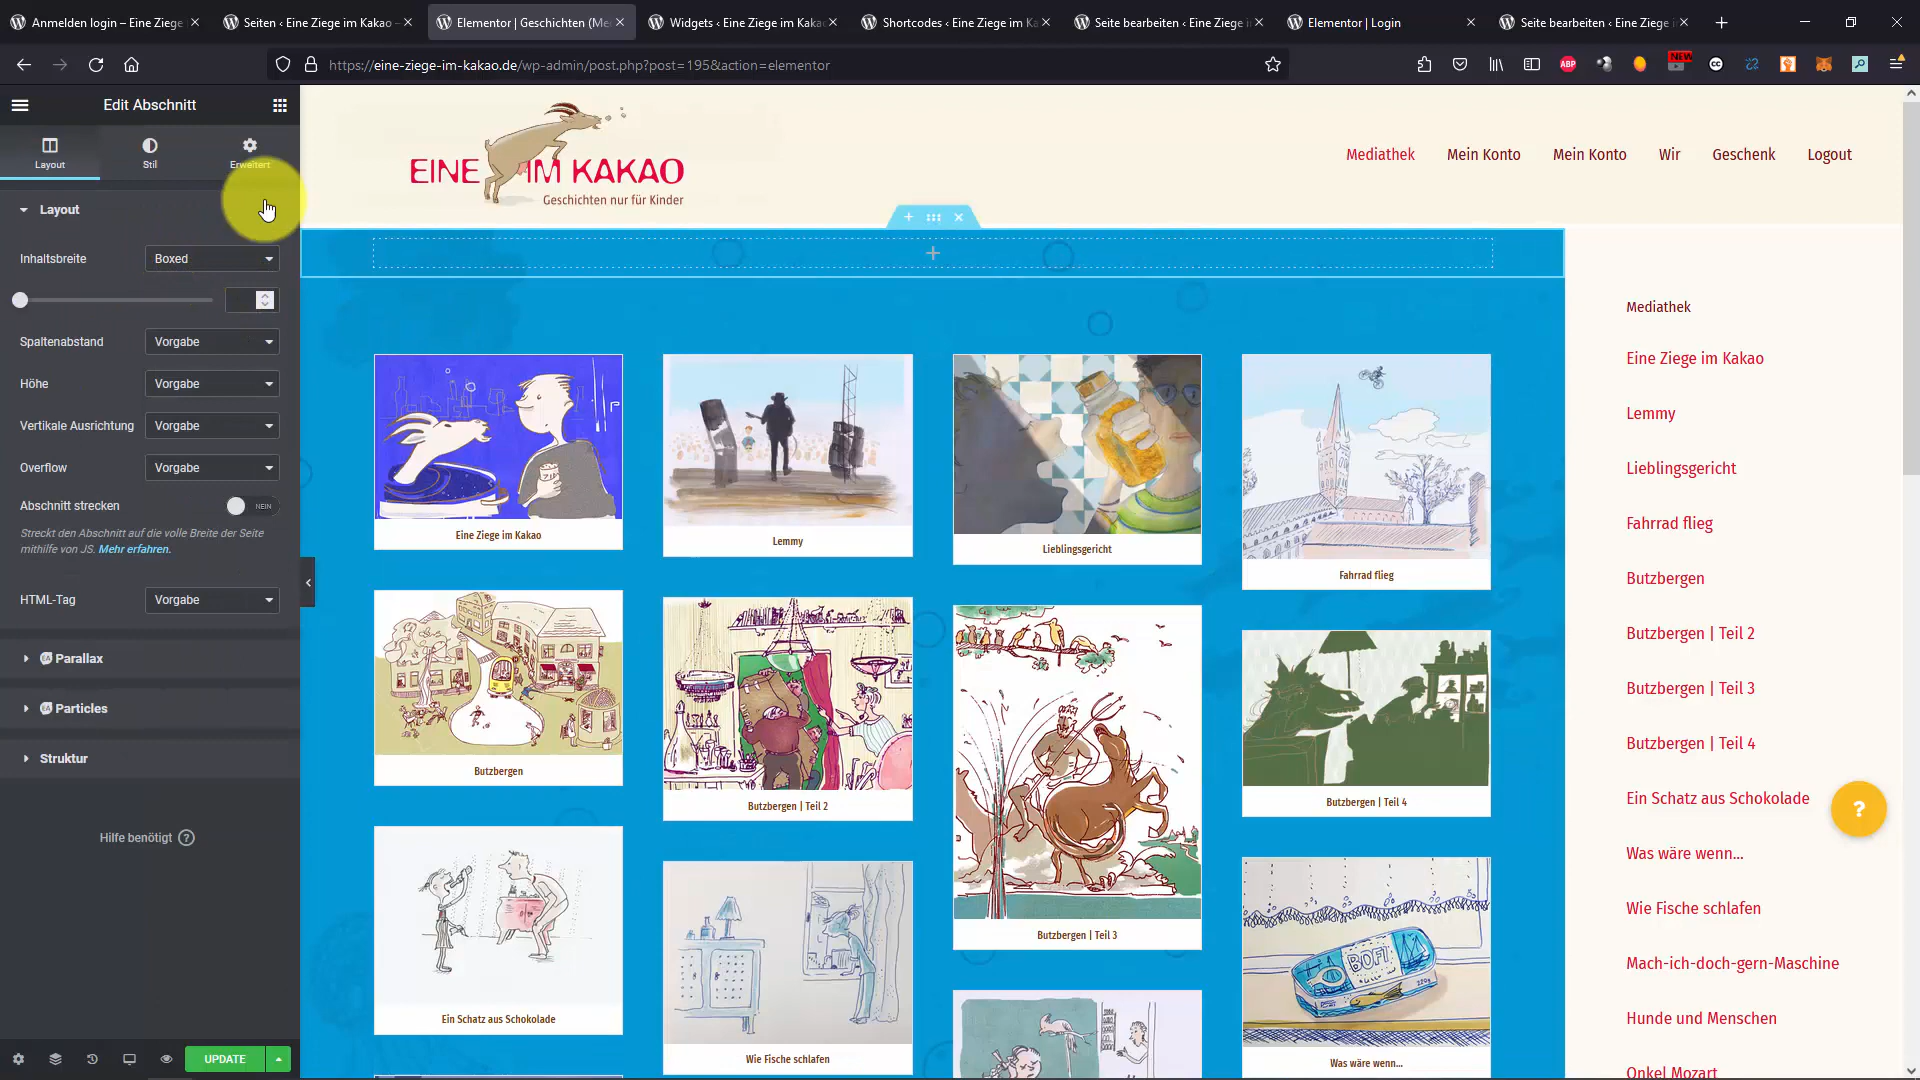 Anmelden login – Eine Ziege
Seiten ‹ Eine Ziege im Kakao –
Elementor | Geschichten (Me
Widgets ‹ Eine Ziege im Kaka
Shortcodes ‹ Eine Ziege im K
Seite bearbeiten ‹ Eine Ziege i
Elementor | Login
Seite bearbeiten ‹ Eine Ziege i
https://eine-ziege-im-kakao.de/wp-admin/post.php?post=195&action=elementor
ABP
NEW
CC
Edit Abschnitt
Layout
Stil
Erweitert
Layout
Inhaltsbreite
Boxed
Spaltenabstand
Vorgabe
Höhe
Vorgabe
Vertikale Ausrichtung
Vorgabe
Overflow
Vorgabe
Abschnitt strecken
NEIN
Streckt den Abschnitt auf die volle Breite der Seite
mithilfe von JS. Mehr erfahren.
HTML-Tag
Vorgabe
EA Parallax
EA Particles
Struktur
Hilfe benötigt ?
UPDATE
EINE IM KAKAO
Geschichten nur für Kinder
Mediathek
Mein Konto
Mein Konto
Wir
Geschenk
Logout
Eine Ziege im Kakao
Lemmy
Lieblingsgericht
Fahrrad flieg
Butzbergen
Butzbergen | Teil 2
Butzbergen | Teil 3
Butzbergen | Teil 4
Ein Schatz aus Schokolade
Wie Fische schlafen
BOFI
Was wäre wenn...
Mediathek
Eine Ziege im Kakao
Lemmy
Lieblingsgericht
Fahrrad flieg
Butzbergen
Butzbergen | Teil 2
Butzbergen | Teil 3
Butzbergen | Teil 4
Ein Schatz aus Schokolade
Was wäre wenn...
Wie Fische schlafen
Mach-ich-doch-gern-Maschine
Hunde und Menschen
Onkel Mozart
?